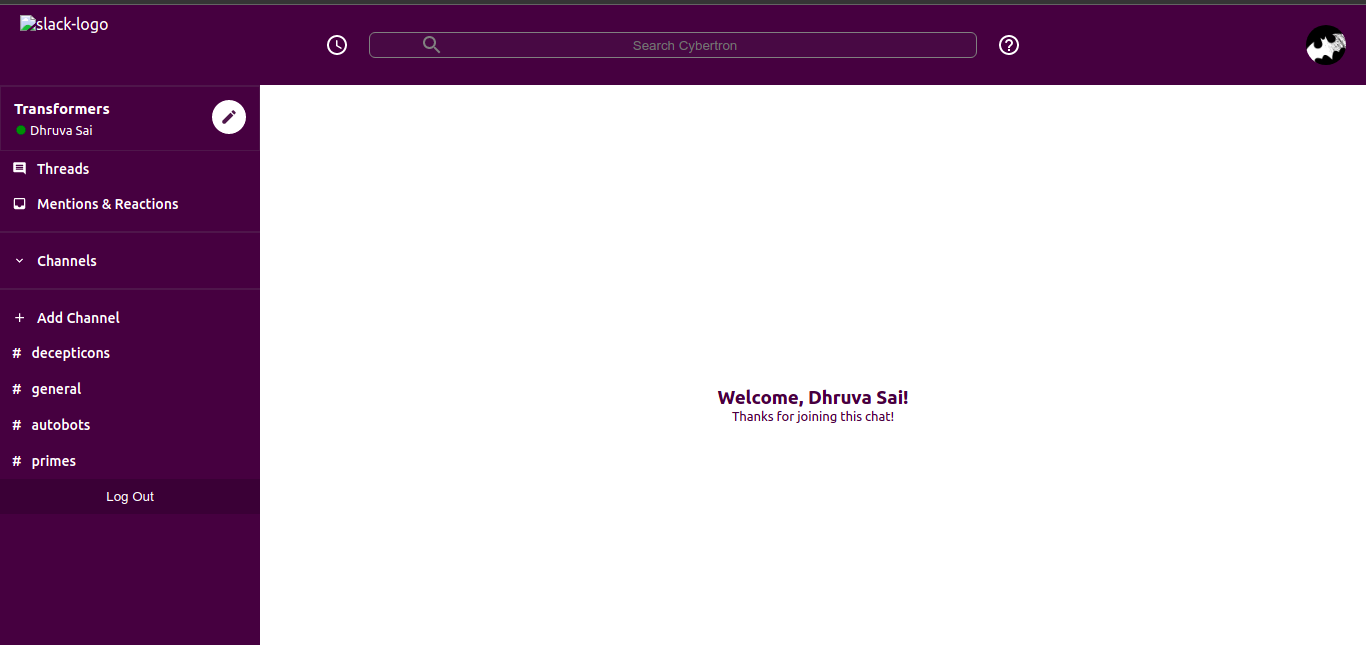 slack-logo
Search Cybertron
Transformers
Dhruva Sai
Threads
Mentions & Reactions
Channels
+ Add Channel
# decepticons
# general
# autobots
# primes
Log Out
Welcome, Dhruva Sai!
Thanks for joining this chat!